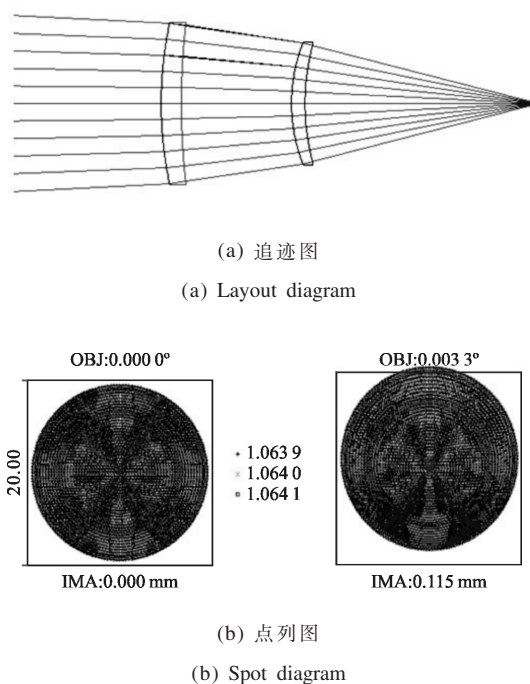 (a) 追迹图
(a) Layout diagram
OBJ:0.000 0º
OBJ:0.003 3º
20.00
1.063 9
1.064 0
1.064 1
IMA:0.000 mm
IMA:0.115 mm
(b) 点列图
(b) Spot diagram